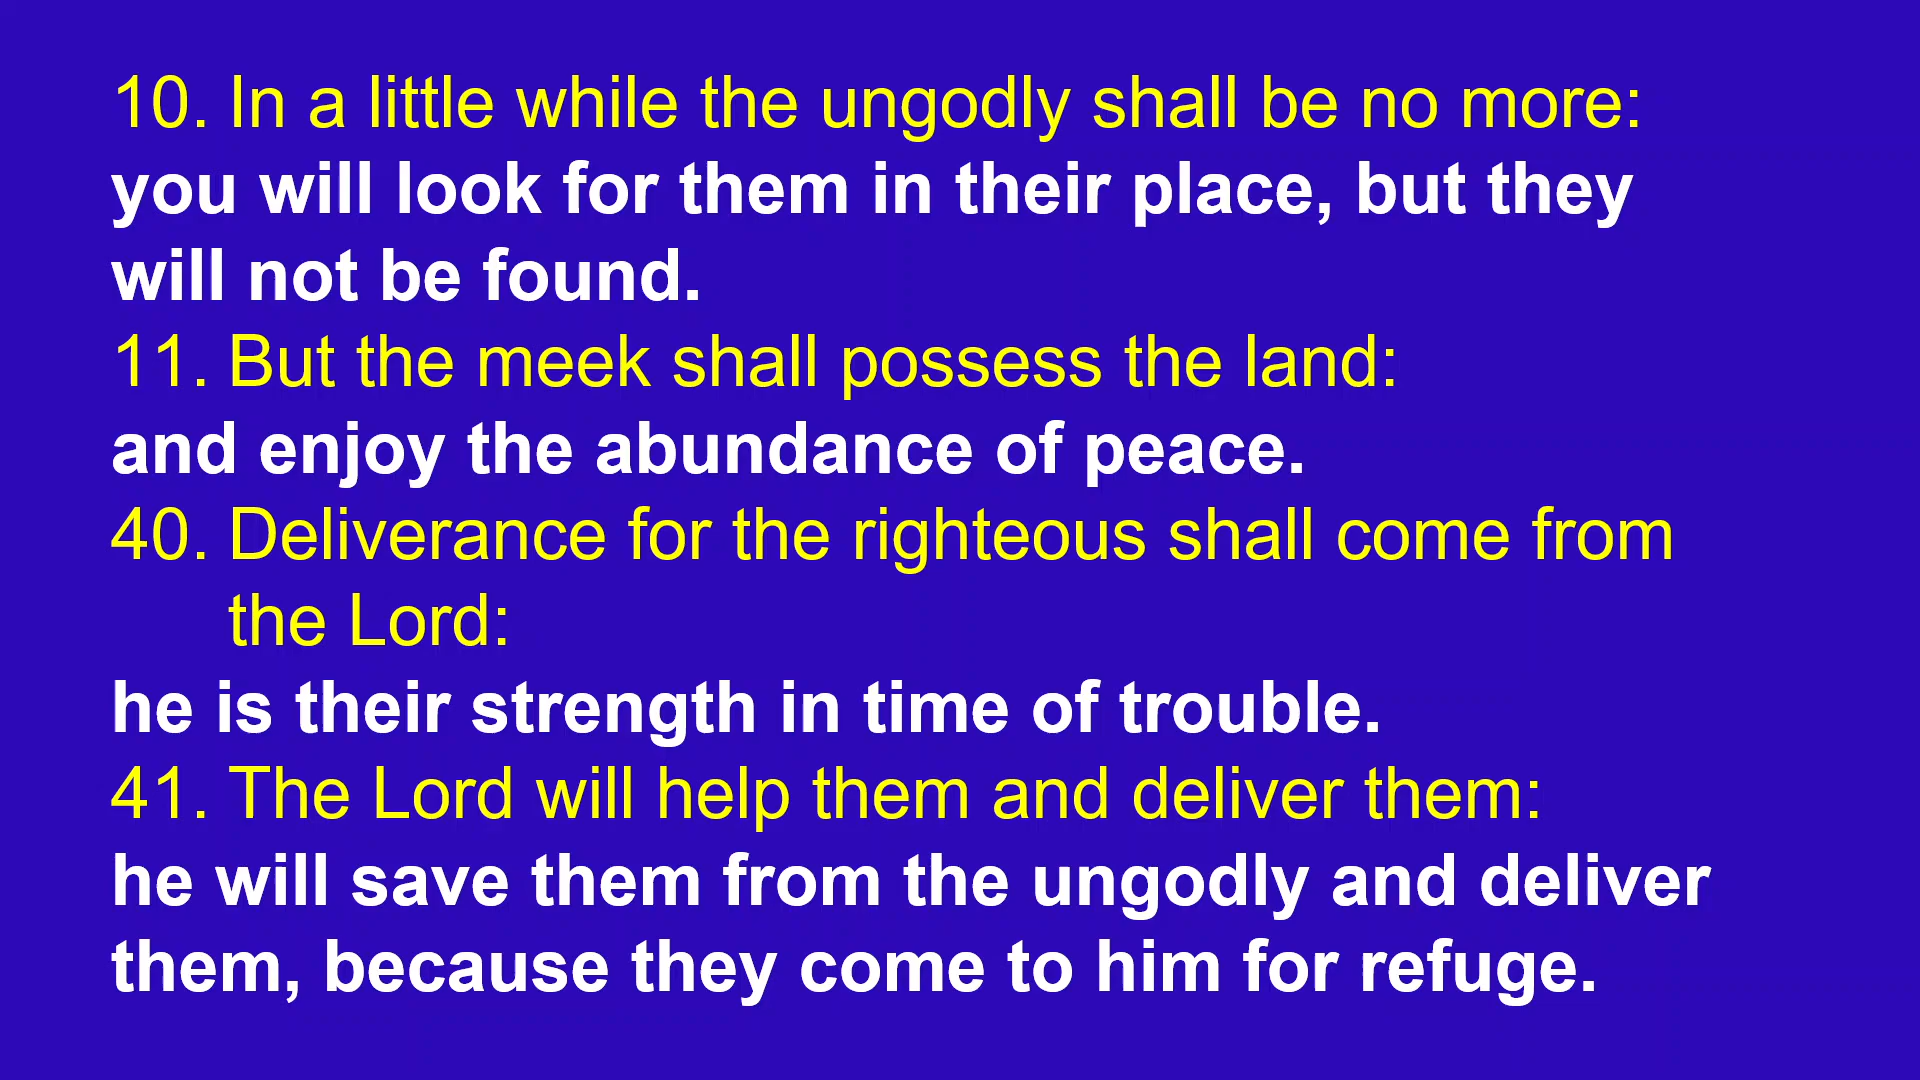 10. In a little while the ungodly shall be no more:
you will look for them in their place, but they
will not be found.
11. But the meek shall possess the land:
and enjoy the abundance of peace.
40. Deliverance for the righteous shall come from
the Lord:
he is their strength in time of trouble.
41. The Lord will help them and deliver them:
he will save them from the ungodly and deliver
them, because they come to him for refuge.